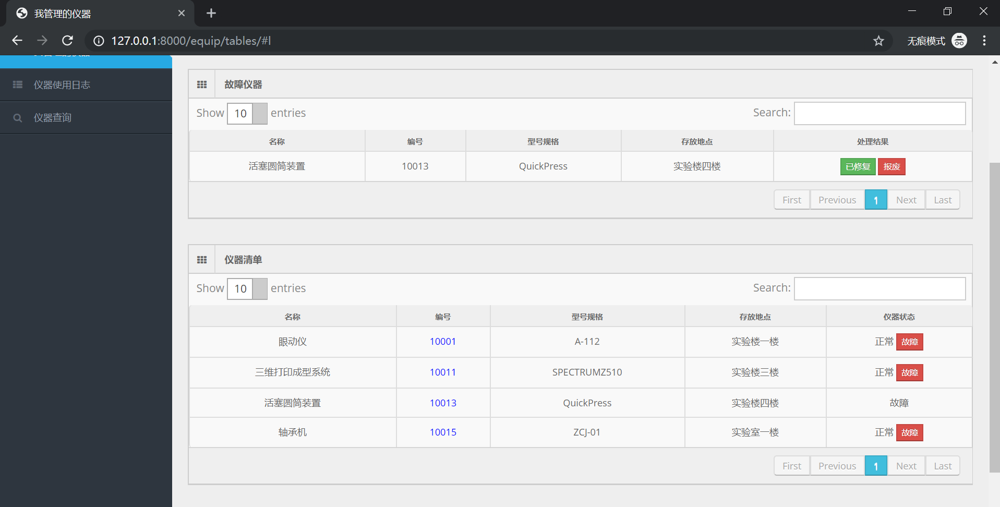 我管理的仪器
127.0.0.1:8000/equip/tables/#l
无痕模式
仪器使用日志
仪器查询
故障仪器
Show 10 entries
Search:
名称 编号 型号规格 存放地点 处理结果
活塞圆筒装置 10013 QuickPress 实验楼四楼 已修复 报废
First Previous 1 Next Last
仪器清单
Show 10 entries
Search:
名称 编号 型号规格 存放地点 仪器状态
眼动仪 10001 A-112 实验楼一楼 正常 故障
三维打印成型系统 10011 SPECTRUMZ510 实验楼三楼 正常 故障
活塞圆筒装置 10013 QuickPress 实验楼四楼 故障
轴承机 10015 ZCJ-01 实验室一楼 正常 故障
First Previous 1 Next Last